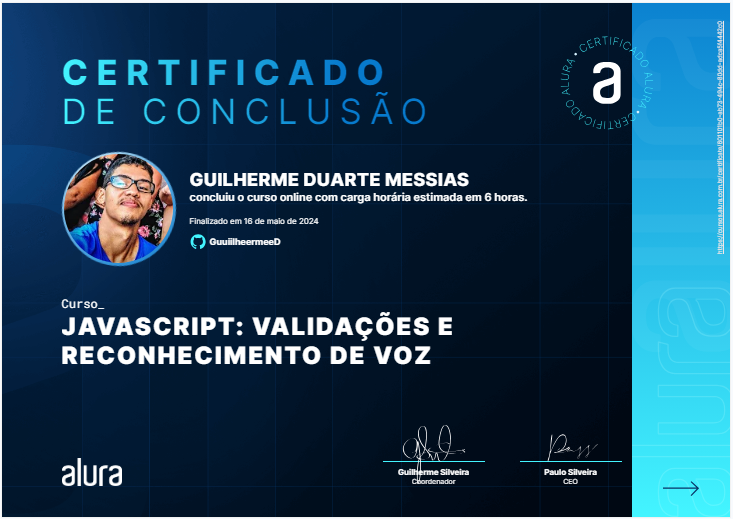 CERTIFICADO
DE CONCLUSÃO
CERTIFICADO ALURA • CERTIFICADO ALURA •
a
GUILHERME DUARTE MESSIAS
concluiu o curso online com carga horária estimada em 6 horas.
Finalizado em 16 de maio de 2024
GuuiilheermeeD
Curso_
JAVASCRIPT: VALIDAÇÕES E
RECONHECIMENTO DE VOZ
alura
Guilherme Silveira
Coordenador
Paulo Silveira
CEO
alura